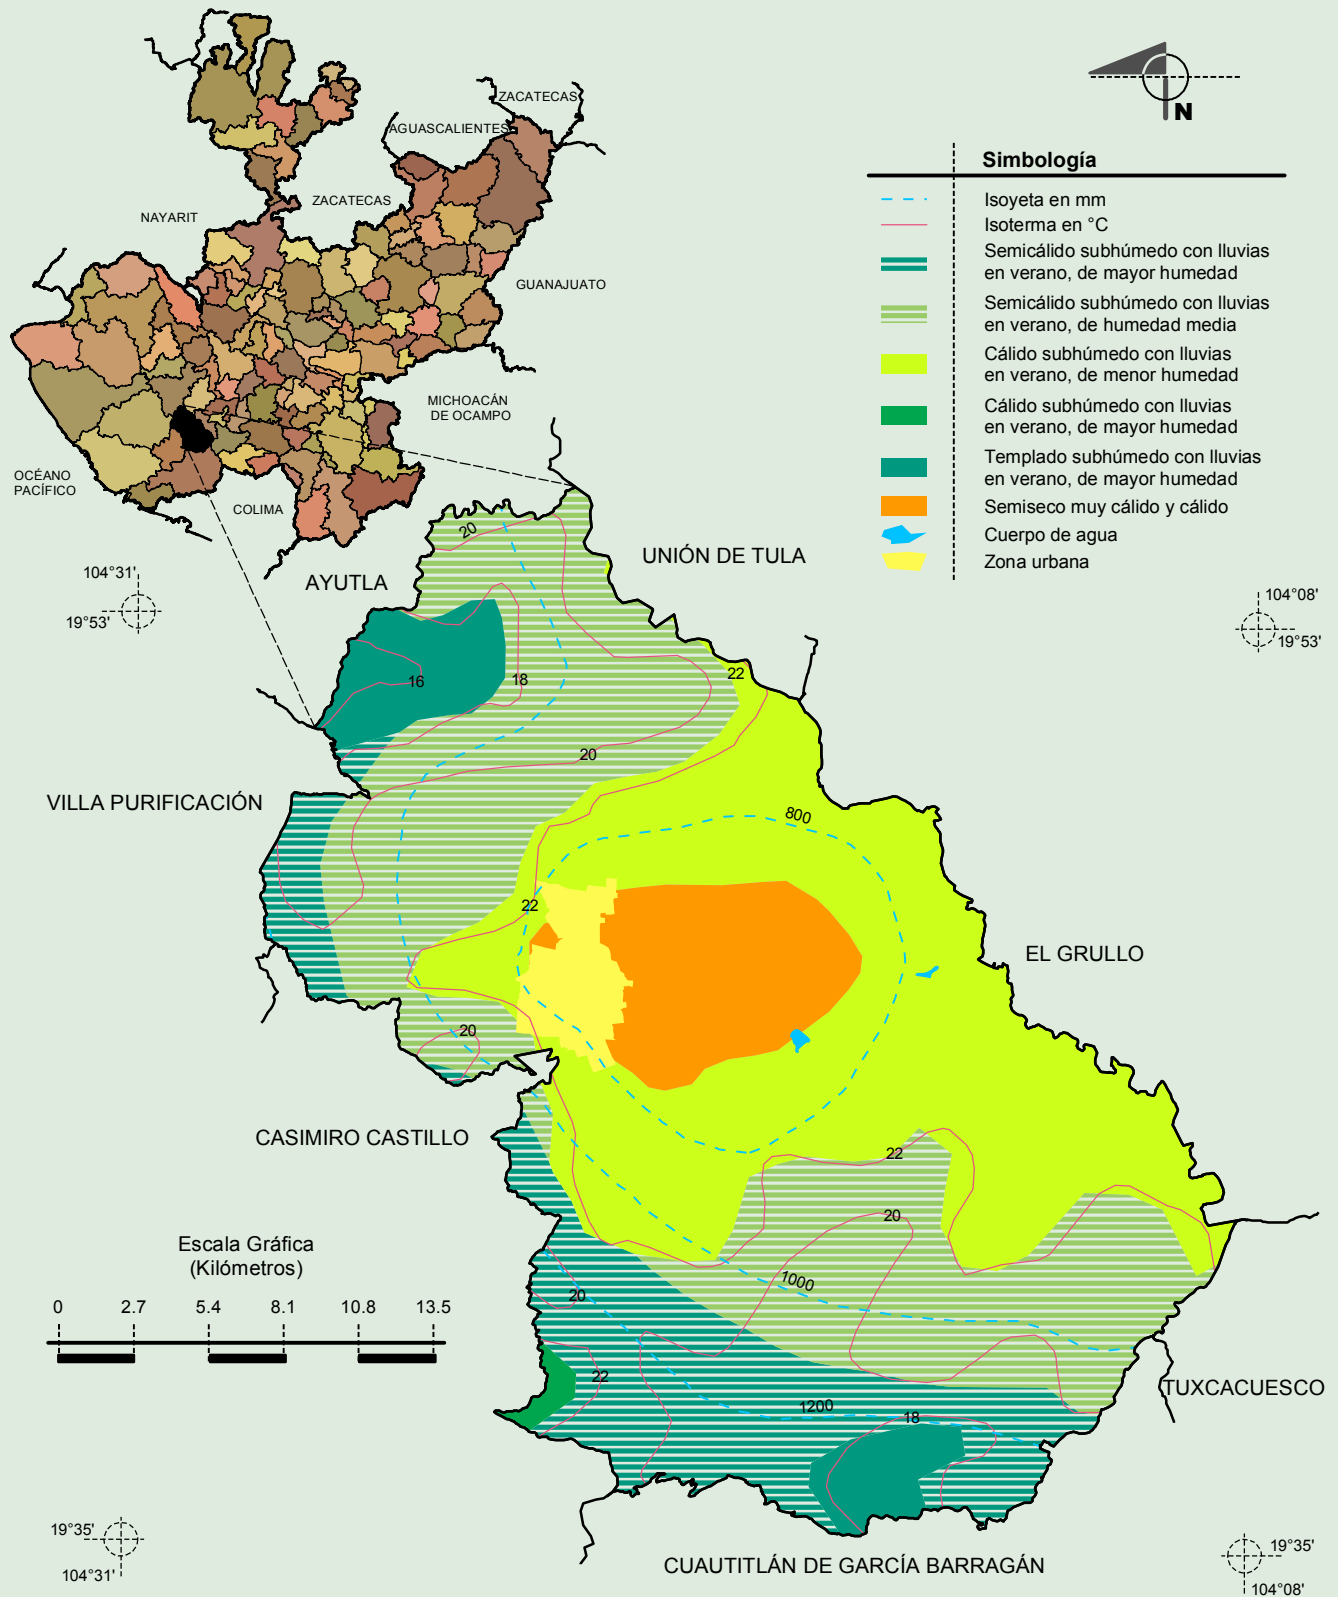 ZACATECAS
AGUASCALIENTES
ZACATECAS
NAYARIT
GUANAJUATO
MICHOACÁN
DE OCAMPO
OCÉANO
PACÍFICO
COLIMA
N
Simbología
Isoyeta en mm
Isoterma en °C
Semicálido subhúmedo con lluvias
en verano, de mayor humedad
Semicálido subhúmedo con lluvias
en verano, de humedad media
Cálido subhúmedo con lluvias
en verano, de menor humedad
Cálido subhúmedo con lluvias
en verano, de mayor humedad
Templado subhúmedo con lluvias
en verano, de mayor humedad
Semiseco muy cálido y cálido
Cuerpo de agua
Zona urbana
104°31'
19°53'
104°08'
19°53'
AYUTLA
UNIÓN DE TULA
20
16
18
22
20
VILLA PURIFICACIÓN
800
22
EL GRULLO
20
CASIMIRO CASTILLO
22
20
1000
20
22
1200
18
TUXCACUESCO
Escala Gráfica
(Kilómetros)
0 2.7 5.4 8.1 10.8 13.5
19°35'
104°31'
CUAUTITLÁN DE GARCÍA BARRAGÁN
19°35'
104°08'